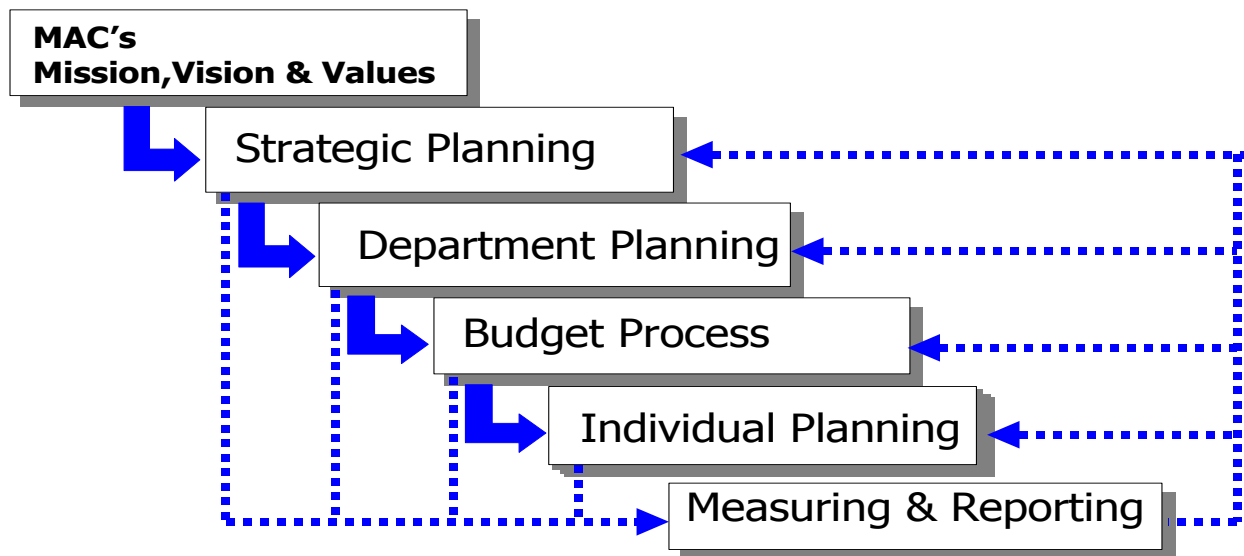 MAC’s
Mission,Vision & Values
Strategic Planning
Department Planning
Budget Process
Individual Planning
Measuring & Reporting